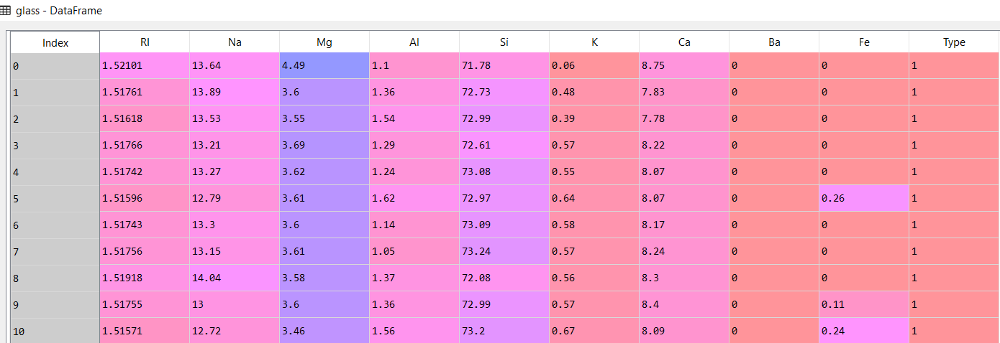 glass - DataFrame
Index RI Na Mg Al Si K Ca Ba Fe Type
0 1.52101 13.64 4.49 1.1 71.78 0.06 8.75 0 0 1
1 1.51761 13.89 3.6 1.36 72.73 0.48 7.83 0 0 1
2 1.51618 13.53 3.55 1.54 72.99 0.39 7.78 0 0 1
3 1.51766 13.21 3.69 1.29 72.61 0.57 8.22 0 0 1
4 1.51742 13.27 3.62 1.24 73.08 0.55 8.07 0 0 1
5 1.51596 12.79 3.61 1.62 72.97 0.64 8.07 0 0.26 1
6 1.51743 13.3 3.6 1.14 73.09 0.58 8.17 0 0 1
7 1.51756 13.15 3.61 1.05 73.24 0.57 8.24 0 0 1
8 1.51918 14.04 3.58 1.37 72.08 0.56 8.3 0 0 1
9 1.51755 13 3.6 1.36 72.99 0.57 8.4 0 0.11 1
10 1.51571 12.72 3.46 1.56 73.2 0.67 8.09 0 0.24 1